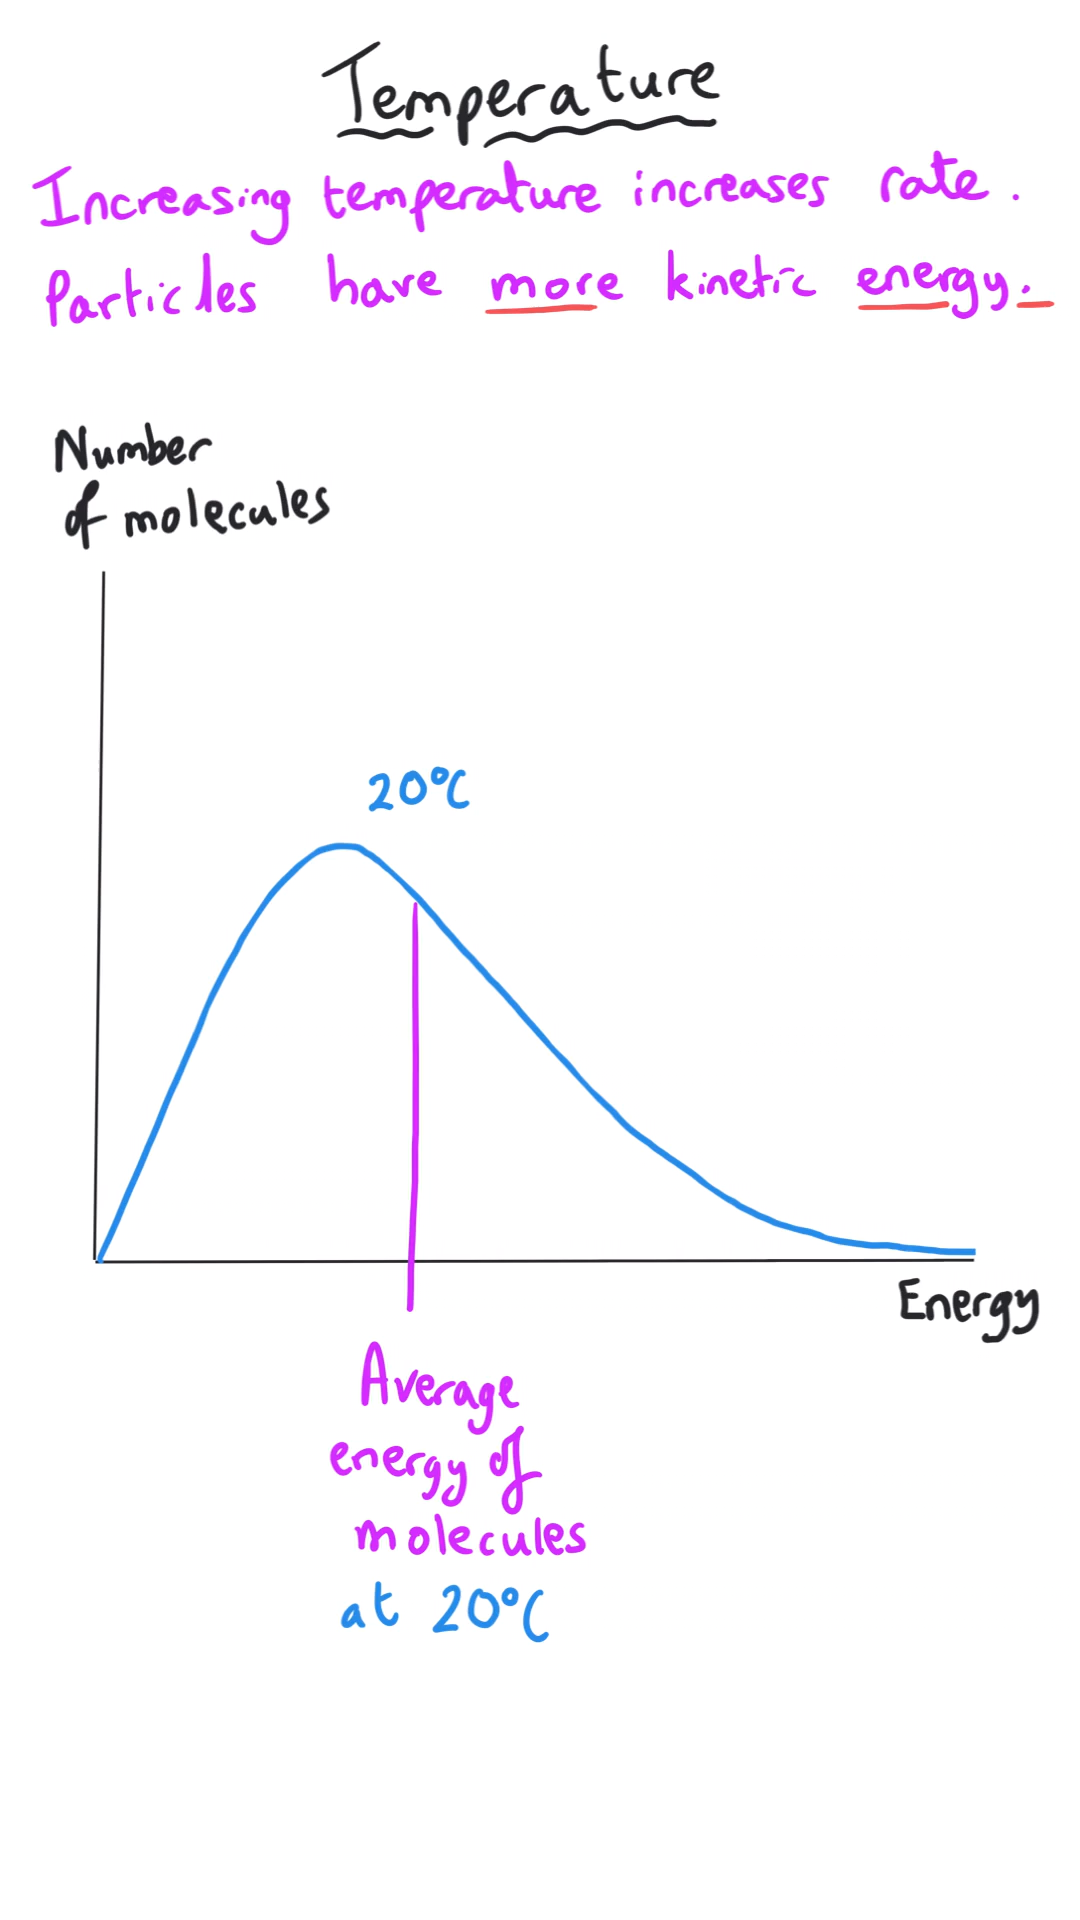 Temperature
Increasing temperature increases rate.
Particles have more kinetic energy.
Number
of molecules
20°C
Energy
Average
energy of
molecules
at 20°C